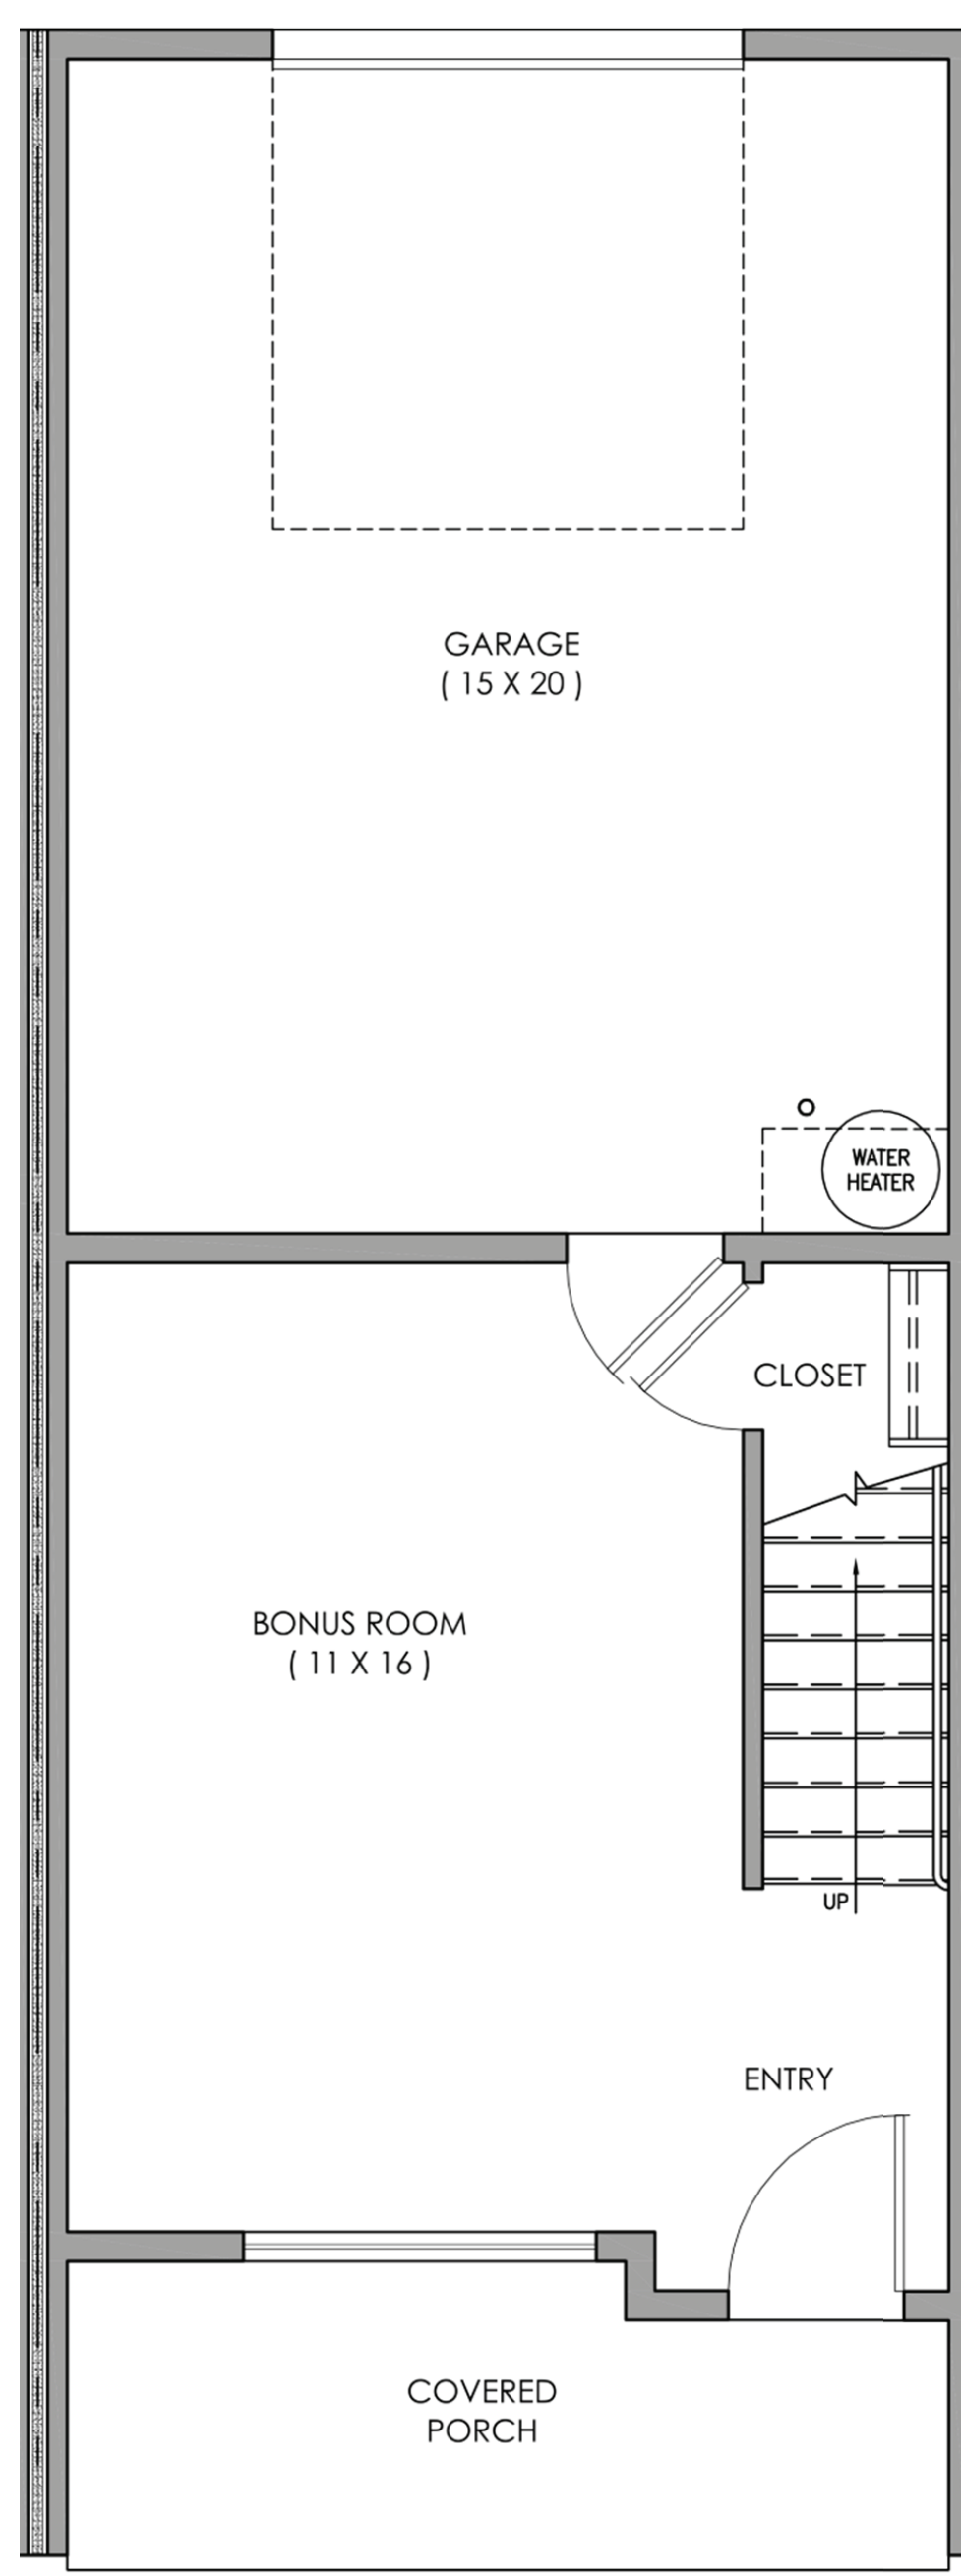 GARAGE
( 15 X 20 )
WATER
HEATER
CLOSET
BONUS ROOM
( 11 X 16 )
UP
ENTRY
COVERED
PORCH